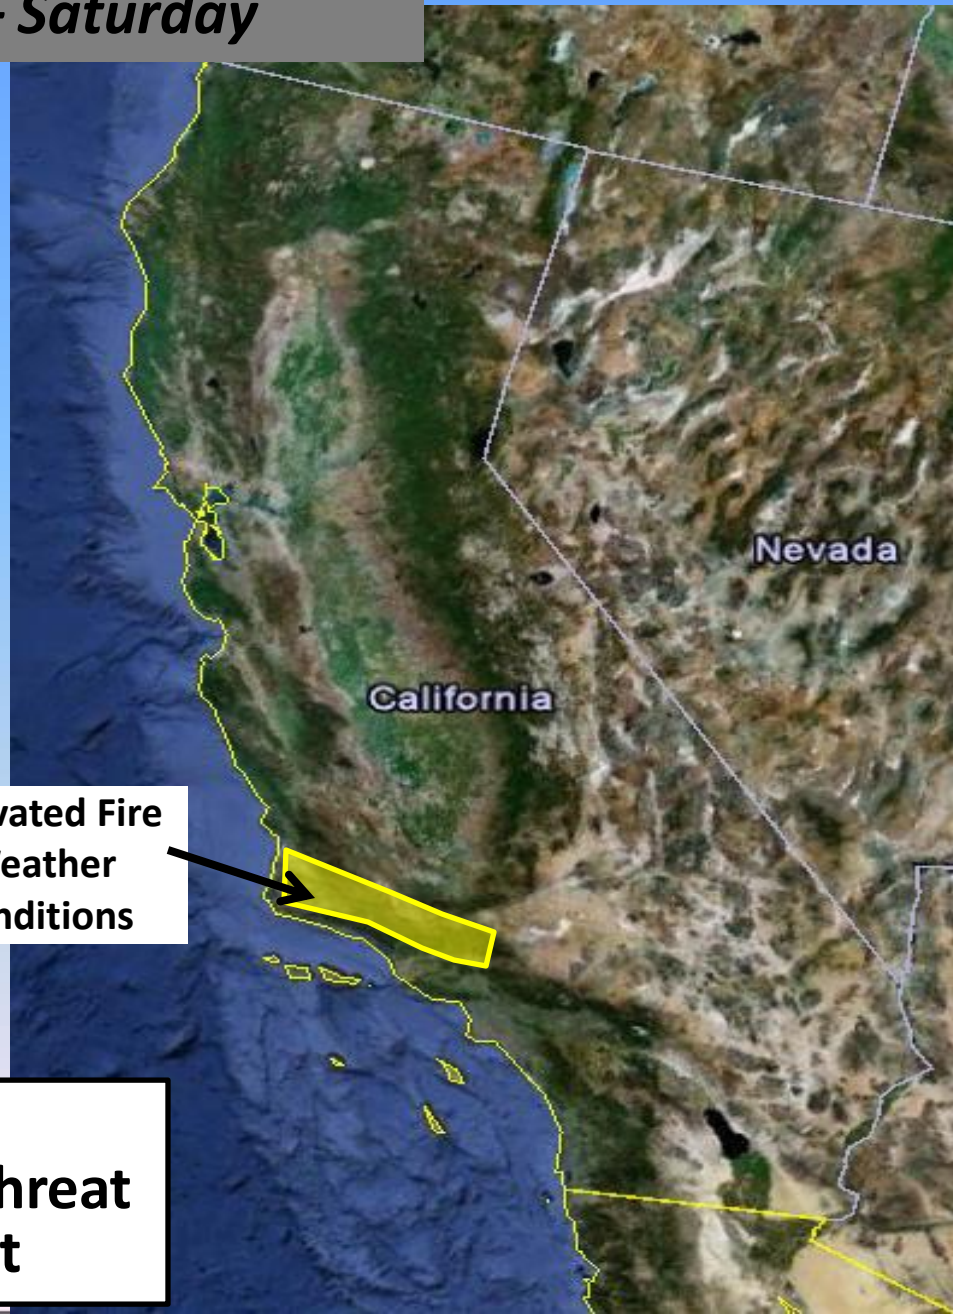 - Saturday
Nevada
California
vated Fire
eather
nditions
hreat
t